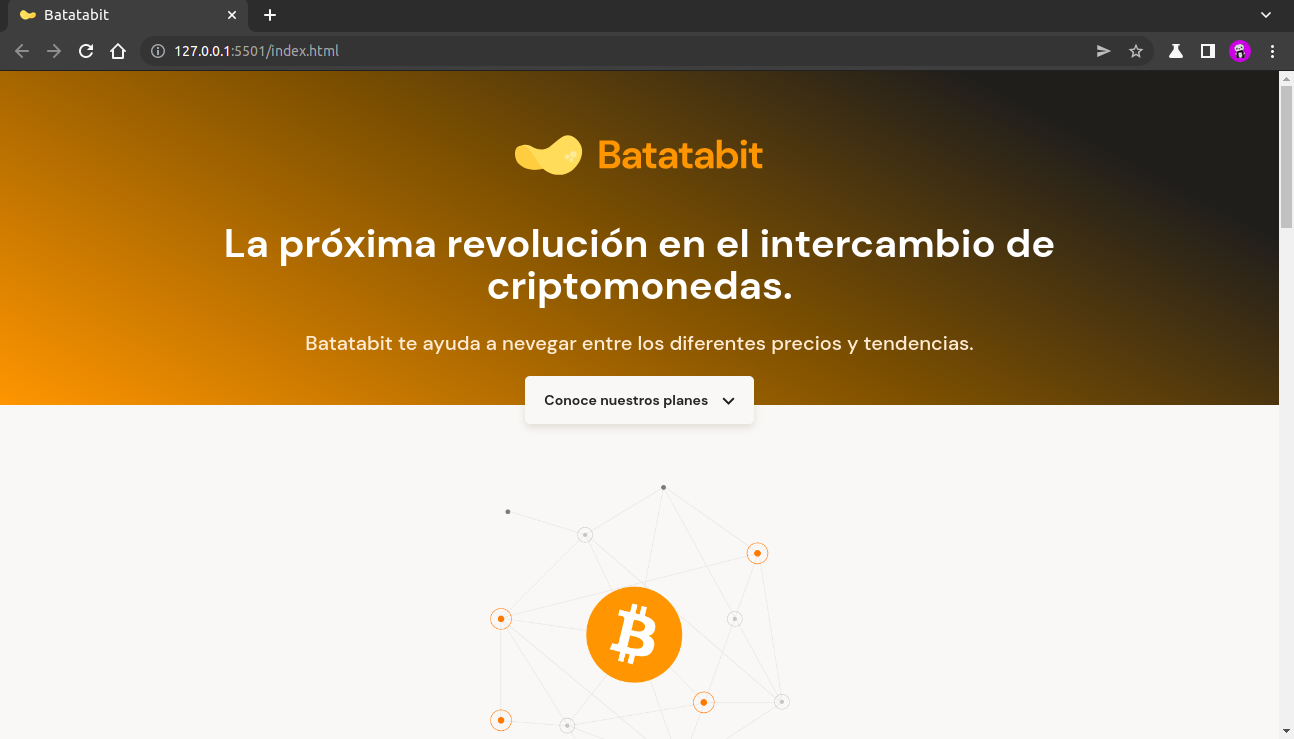 Batatabit
127.0.0.1:5501/index.html
Batatabit
La próxima revolución en el intercambio de
criptomonedas.
Batatabit te ayuda a nevegar entre los diferentes precios y tendencias.
Conoce nuestros planes